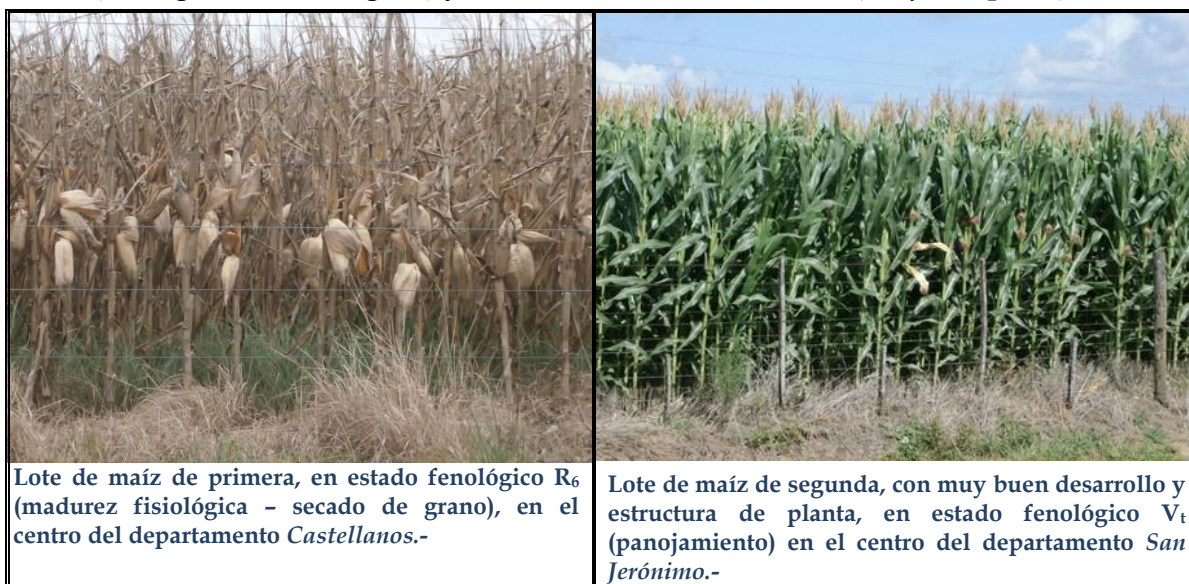 Lote de maíz de primera, en estado fenológico R₆
(madurez fisiológica – secado de grano), en el
centro del departamento Castellanos.-
Lote de maíz de segunda, con muy buen desarrollo y
estructura de planta, en estado fenológico Vₜ
(panojamiento) en el centro del departamento San
Jerónimo.-